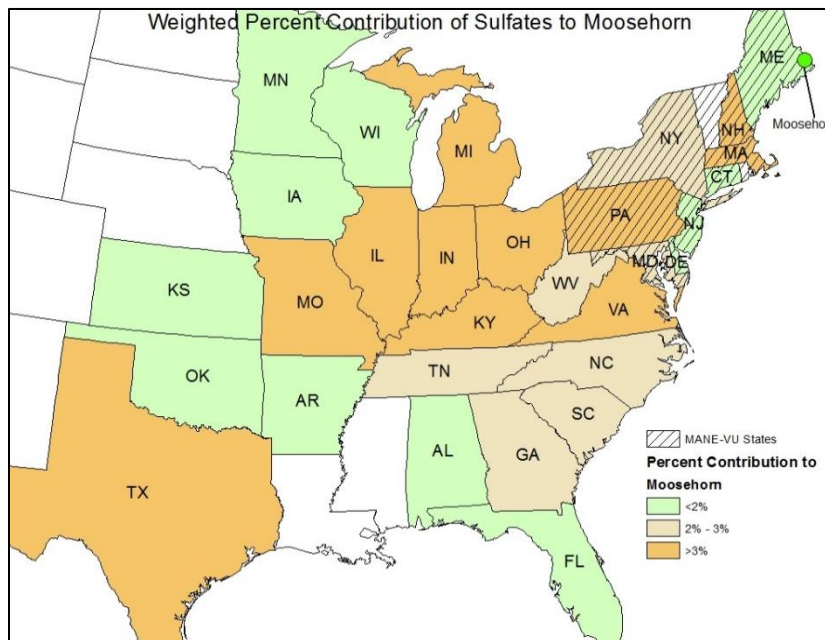 Weighted Percent Contribution of Sulfates to Moosehorn
MN
ME
WI
Moosehorn
NY
NH
MI
MA
CT
IA
PA
NJ
IL
IN
OH
MD
DE
WV
KS
MO
KY
VA
TN
NC
OK
AR
SC
AL
GA
MANE-VU States
Percent Contribution to
Moosehorn
TX
<2%
2% - 3%
>3%
FL